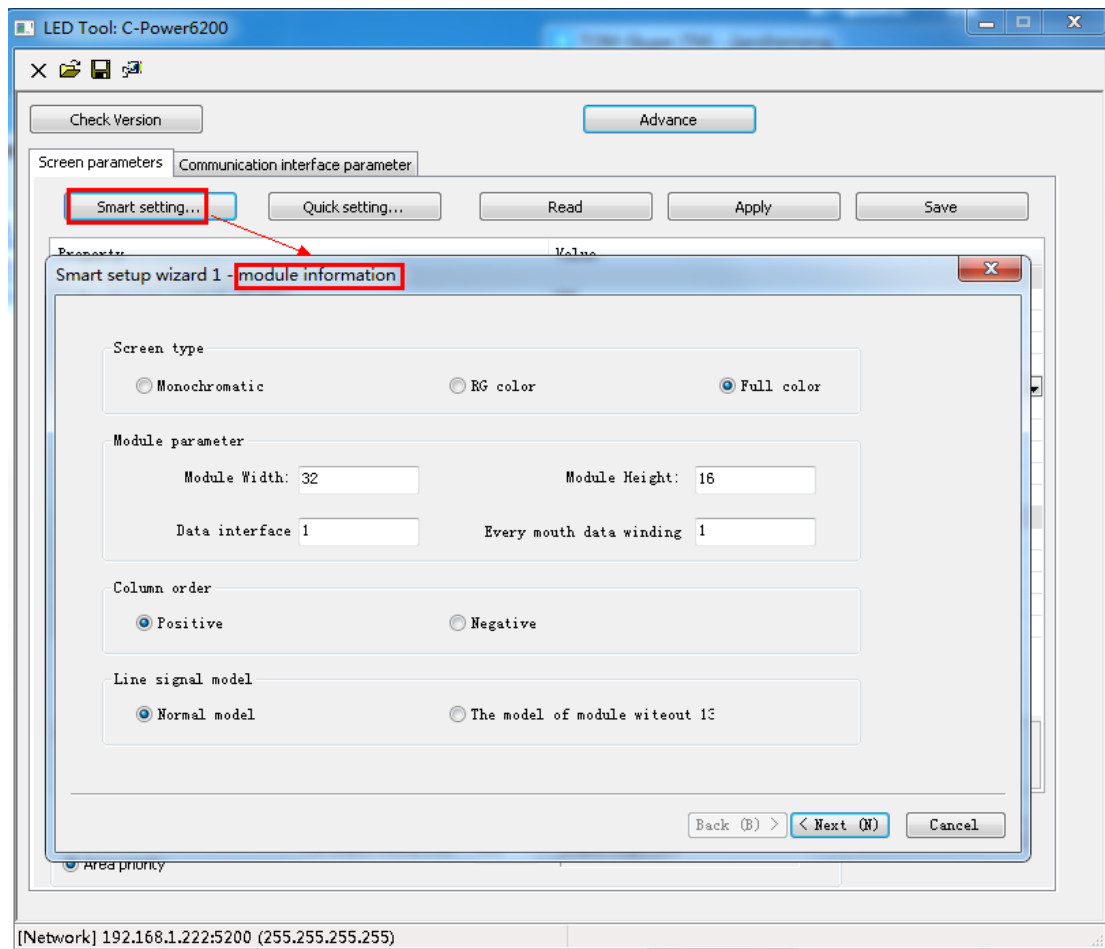 LED Tool: C-Power6200
Check Version
Advance
Screen parameters
Communication interface parameter
Smart setting...
Quick setting...
Read
Apply
Save
Property
Value
Smart setup wizard 1 - module information
Screen type
Monochromatic
RG color
Full color
Module parameter
Module Width: 32
Module Height: 16
Data interface 1
Every mouth data winding 1
Column order
Positive
Negative
Line signal model
Normal model
The model of module witeout 13
Back (B) >
< Next (N)
Cancel
Area priority
[Network] 192.168.1.222:5200 (255.255.255.255)